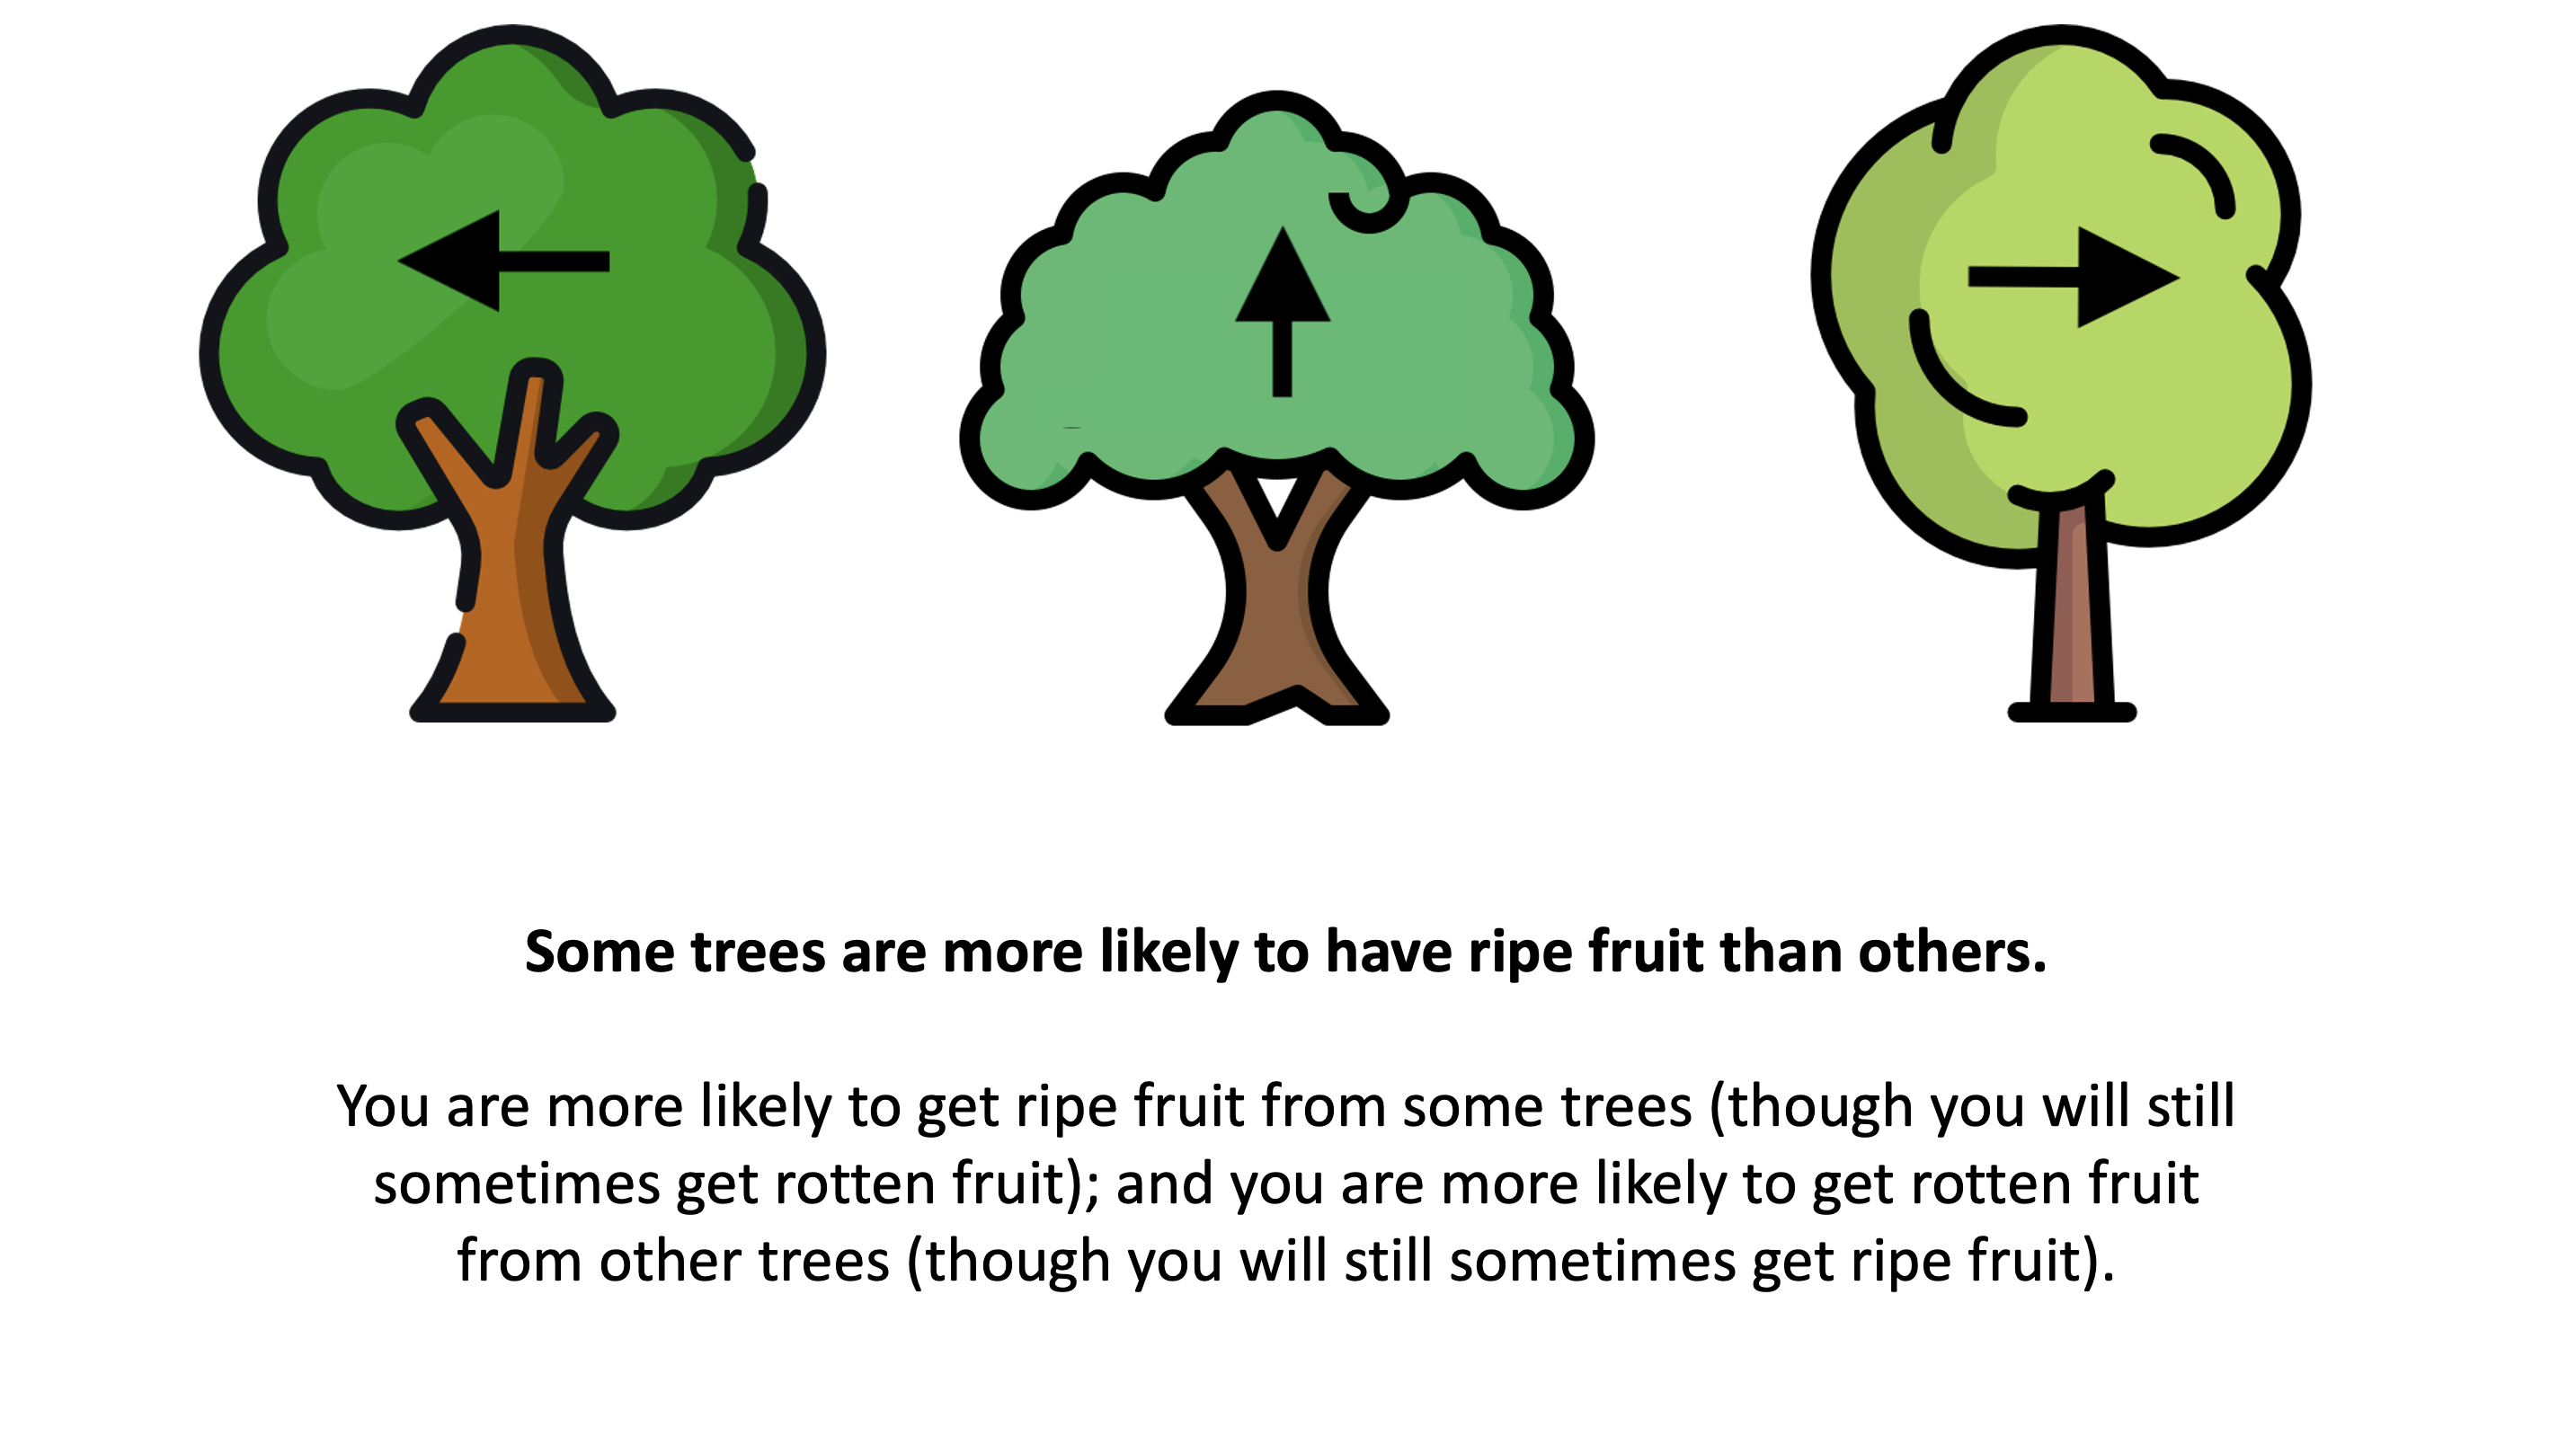 Some trees are more likely to have ripe fruit than others.
You are more likely to get ripe fruit from some trees (though you will still
sometimes get rotten fruit); and you are more likely to get rotten fruit
from other trees (though you will still sometimes get ripe fruit).